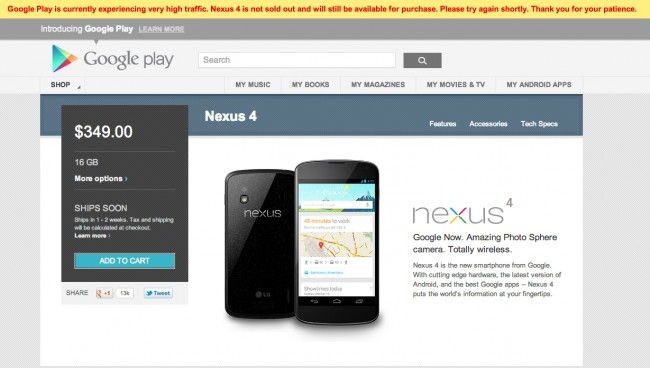 Google Play is currently experiencing very high traffic. Nexus 4 is not sold out and will still be available for purchase. Please try again shortly. Thank you for your patience.
Introducing Google Play LEARN MORE
Google play
Search
SHOP
MY MUSIC
MY BOOKS
MY MAGAZINES
MY MOVIES & TV
MY ANDROID APPS
$349.00
Nexus 4
Features
Accessories
Tech Specs
16 GB
More options ›
SHIPS SOON
Ships in 1 - 2 weeks. Tax and shipping
will be calculated at checkout.
Learn more ›
ADD TO CART
SHARE
+1
13k
Tweet
nexus
LG
48 minutes to work
Showtimes today
nexus 4
Google Now. Amazing Photo Sphere
camera. Totally wireless.
Nexus 4 is the new smartphone from Google.
With cutting edge hardware, the latest version of
Android, and the best Google apps – Nexus 4
puts the world's information at your fingertips.